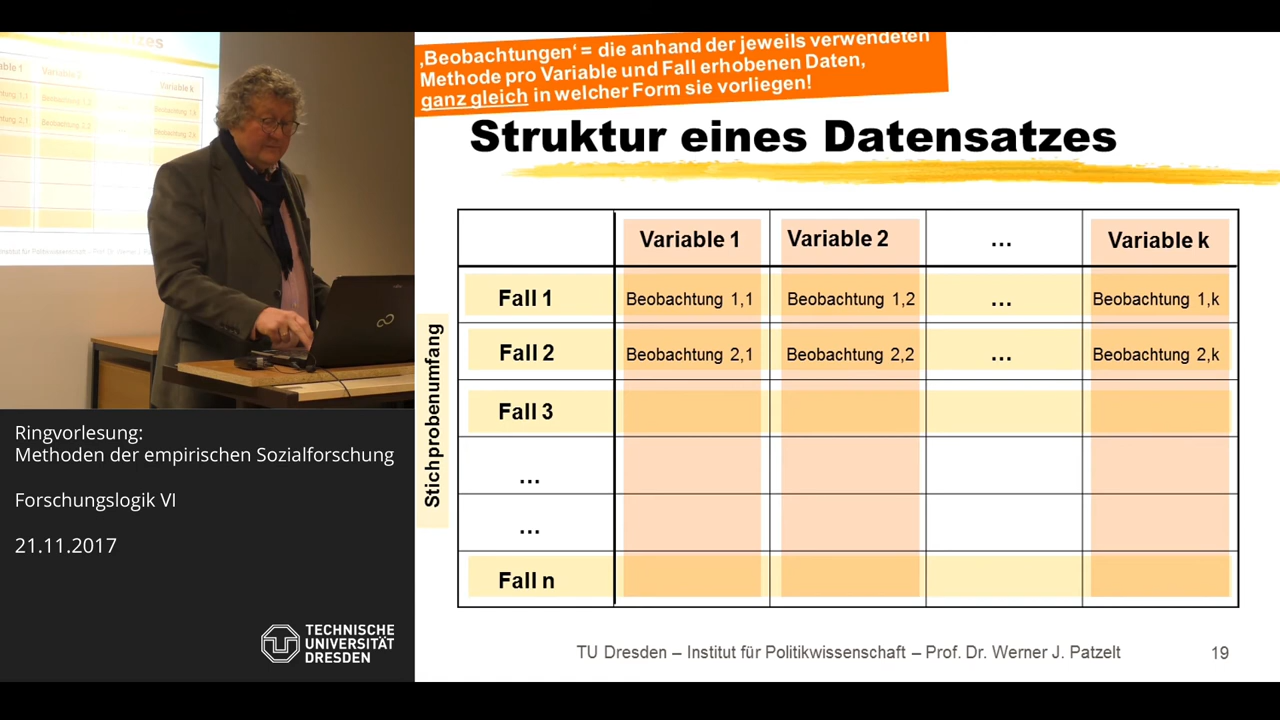 ‚Beobachtungen‘ = die anhand der jeweils verwendeten
Methode pro Variable und Fall erhobenen Daten,
ganz gleich in welcher Form sie vorliegen!
Struktur eines Datensatzes
Variable 1 Variable 2 ... Variable k
Fall 1 Beobachtung 1,1 Beobachtung 1,2 ... Beobachtung 1,k
Fall 2 Beobachtung 2,1 Beobachtung 2,2 ... Beobachtung 2,k
Fall 3
...
...
Fall n
Stichprobenumfang
TU Dresden – Institut für Politikwissenschaft – Prof. Dr. Werner J. Patzelt 19
Ringvorlesung:
Methoden der empirischen Sozialforschung
Forschungslogik VI
21.11.2017
TECHNISCHE
UNIVERSITÄT
DRESDEN